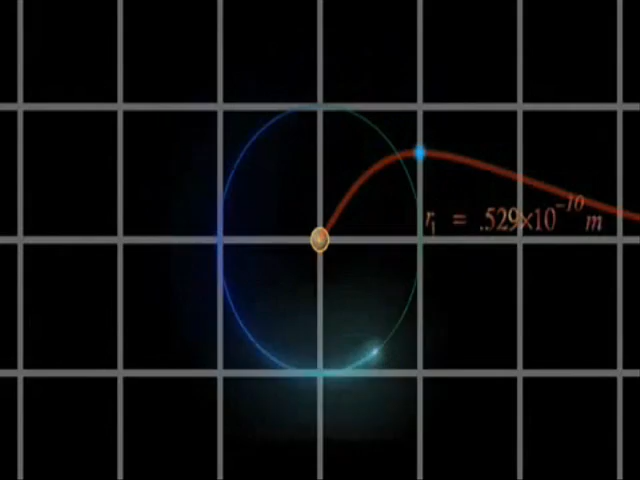 r₁ = .529×10⁻¹⁰ m